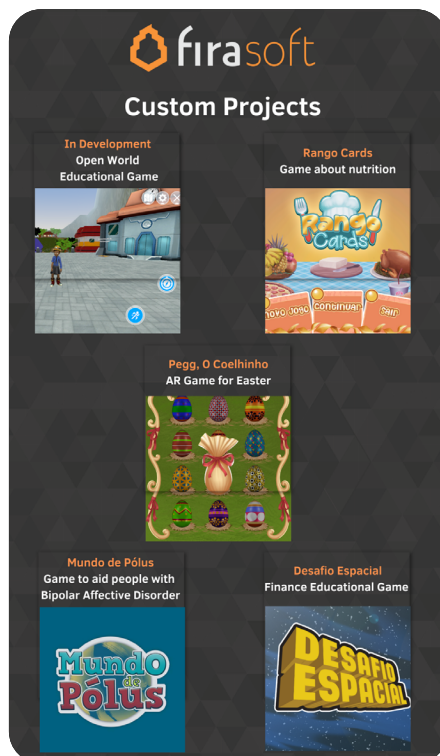 firasoft
Custom Projects
In Development
Open World
Educational Game
Rango Cards
Game about nutrition
Rango
Cards
novo jogo
continuar
sair
Pegg, O Coelhinho
AR Game for Easter
Mundo de Pólus
Game to aid people with
Bipolar Affective Disorder
Mundo
de
Pólus
Desafio Espacial
Finance Educational Game
DESAFIO
ESPACIAL